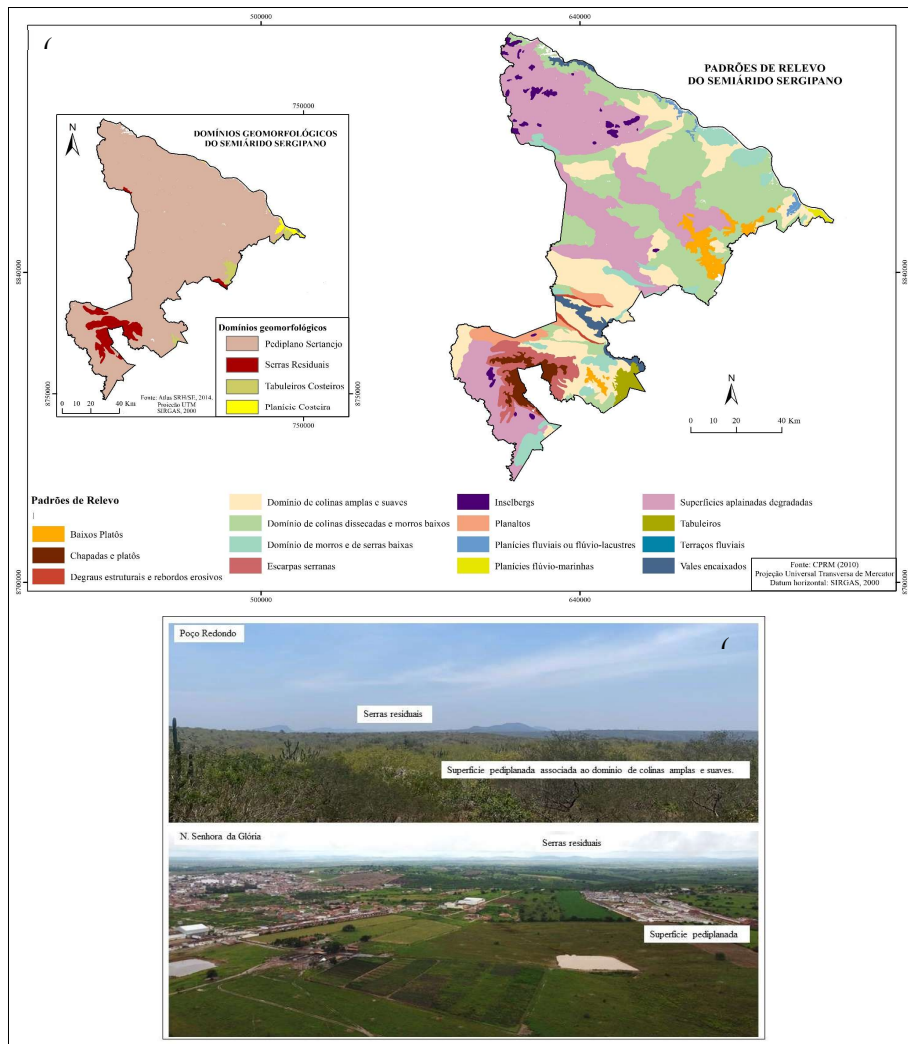 500000
640000
PADRÕES DE RELEVO
DO SEMIÁRIDO SERGIPANO
750000
N
DOMÍNIOS GEOMORFOLÓGICOS
DO SEMIÁRIDO SERGIPANO
8840000
8840000
Domínios geomorfológicos
Pediplano Sertanejo
Serras Residuais
Tabuleiros Costeiros
Planície Costeira
Fonte: Atlas SRH/SE, 2014.
Projeção UTM
SIRGAS, 2000
0 10 20 40 Km
8750000
8750000
750000
N
0 10 20 40 Km
Padrões de Relevo
Baixos Platôs
Chapadas e platôs
Degraus estruturais e rebordos erosivos
Domínio de colinas amplas e suaves
Domínio de colinas dissecadas e morros baixos
Domínio de morros e de serras baixas
Escarpas serranas
Inselbergs
Planaltos
Planícies fluviais ou flúvio-lacustres
Planícies flúvio-marinhas
Superfícies aplainadas degradadas
Tabuleiros
Terraços fluviais
Vales encaixados
Fonte: CPRM (2010)
Projeção Universal Transversa de Mercator
Datum horizontal: SIRGAS, 2000
8700000
8700000
500000
640000
Poço Redondo
Serras residuais
Superfície pediplanada associada ao domínio de colinas amplas e suaves.
N. Senhora da Glória
Serras residuais
Superfície pediplanada